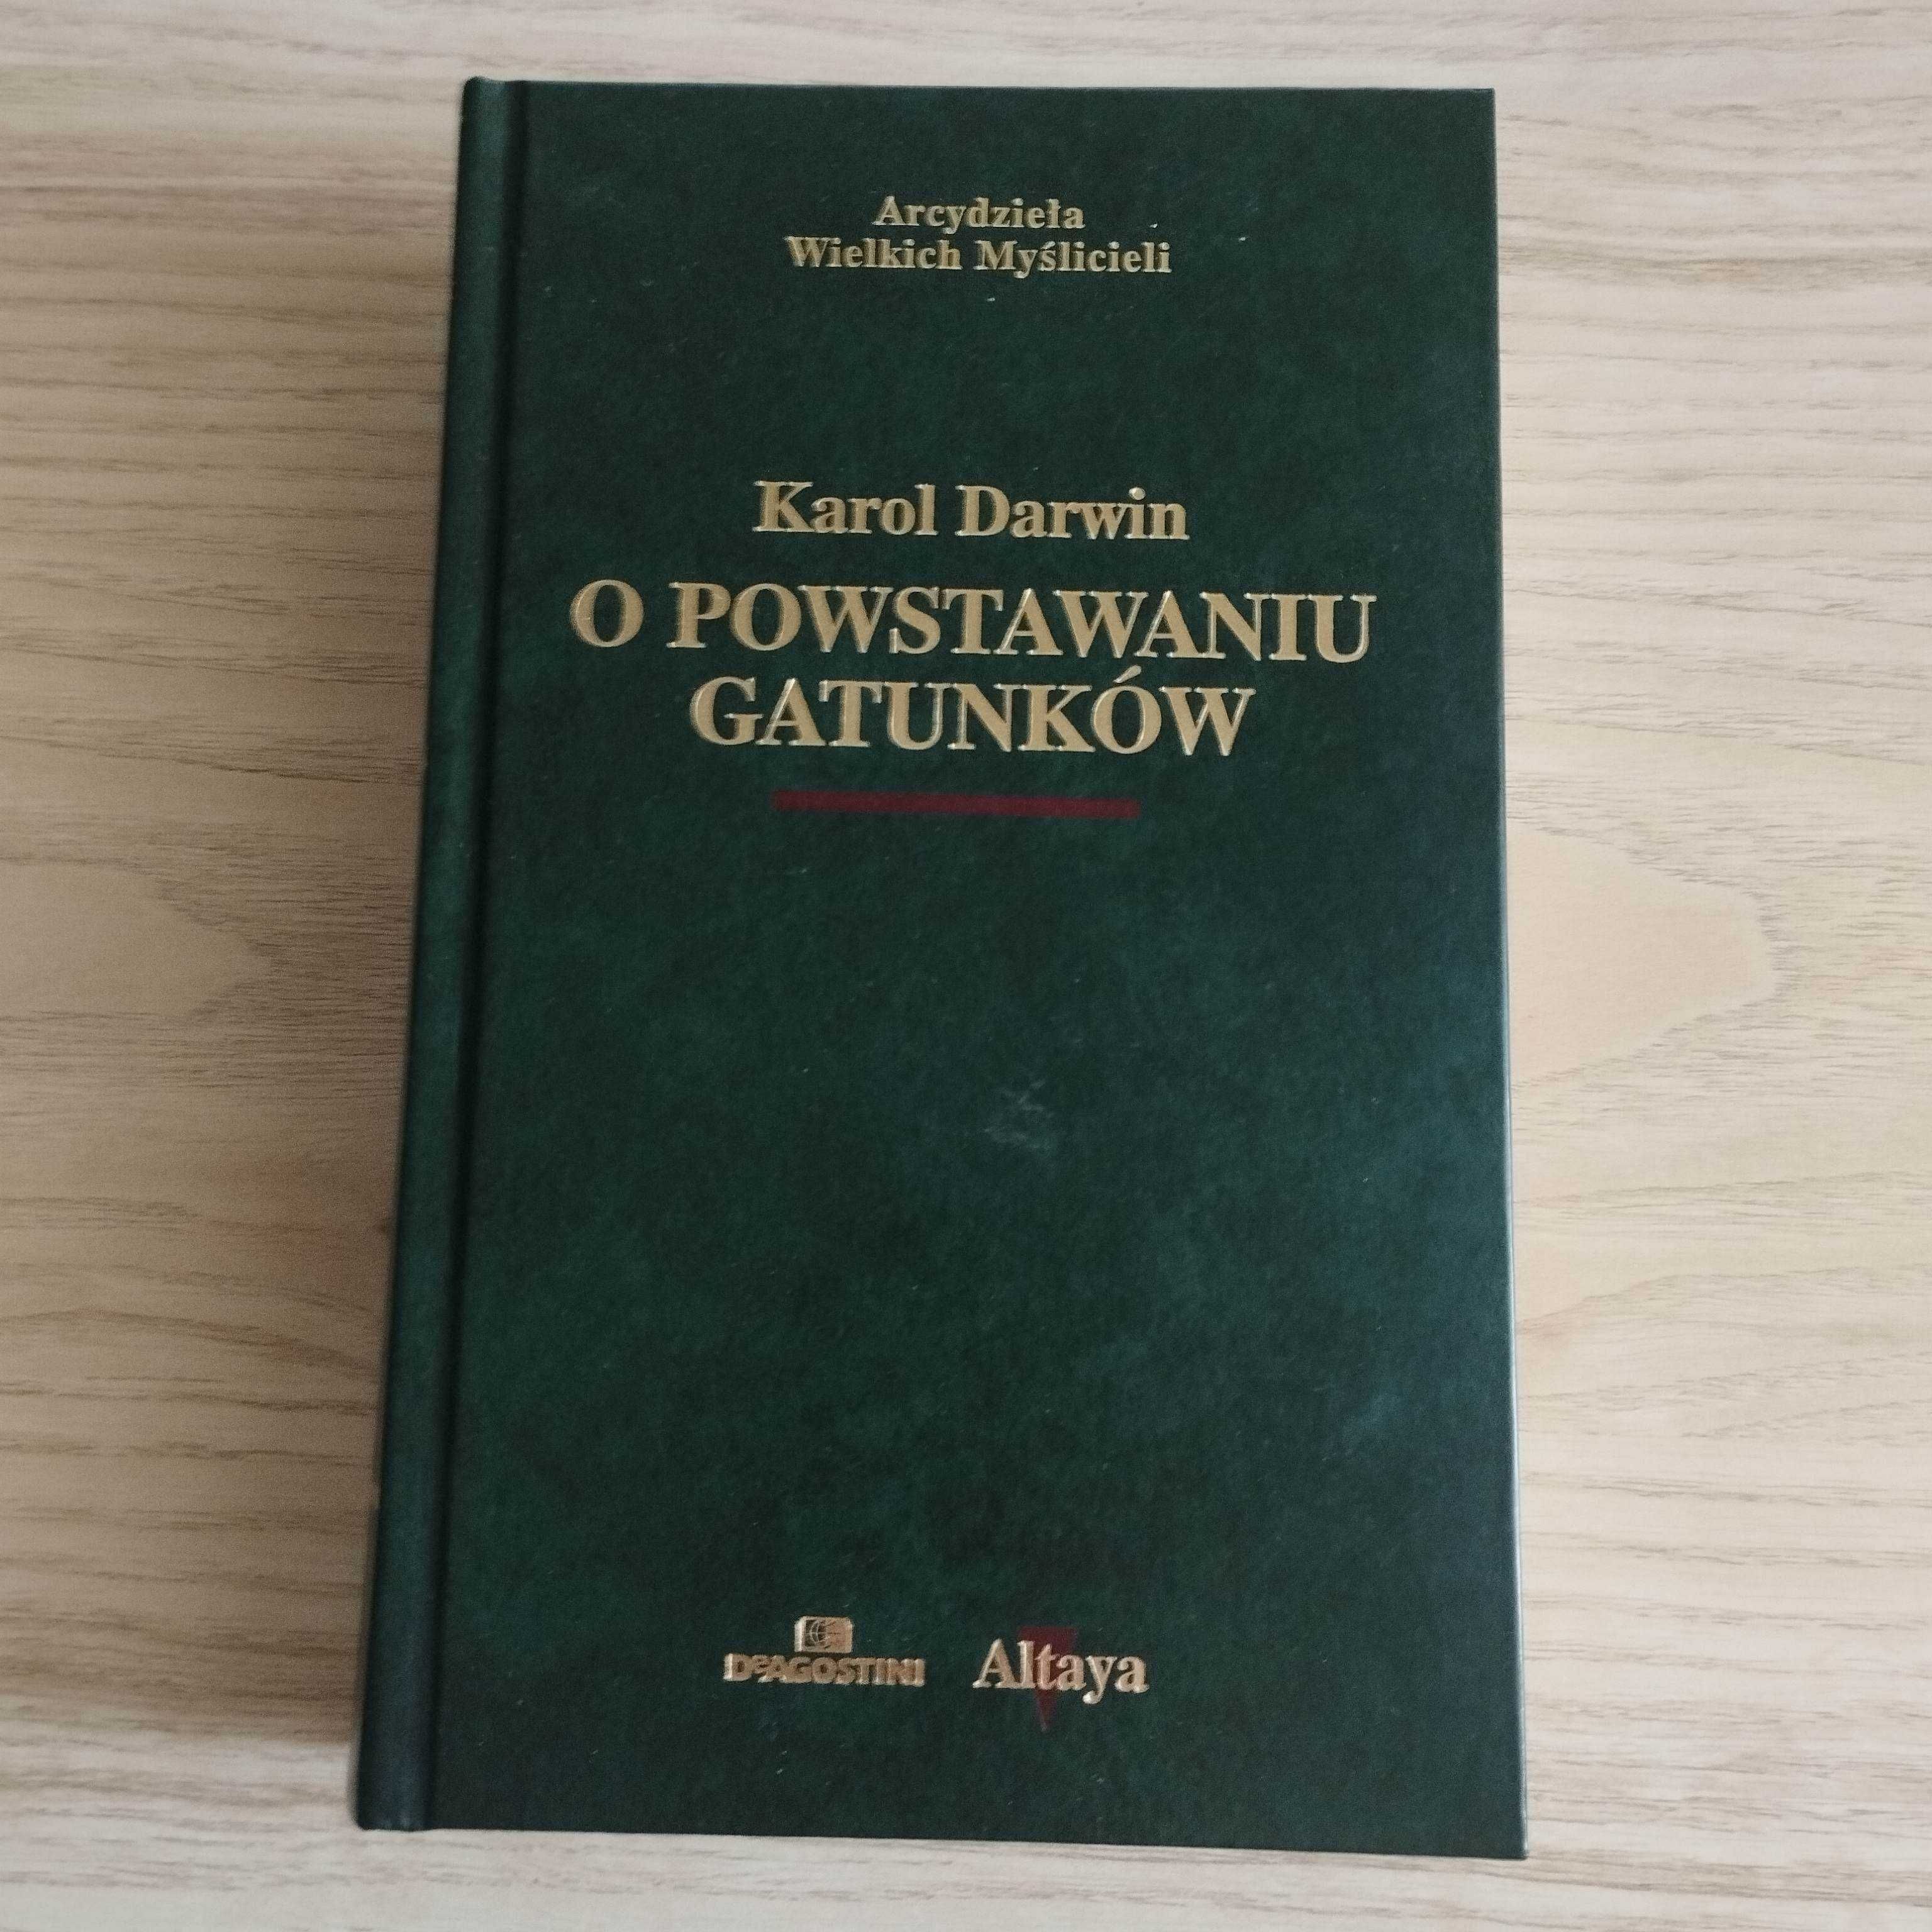 Arcydzieła
Wielkich Myślicieli
Karol Darwin
O POWSTAWANIU
GATUNKÓW
DeAGOSTINI Altaya